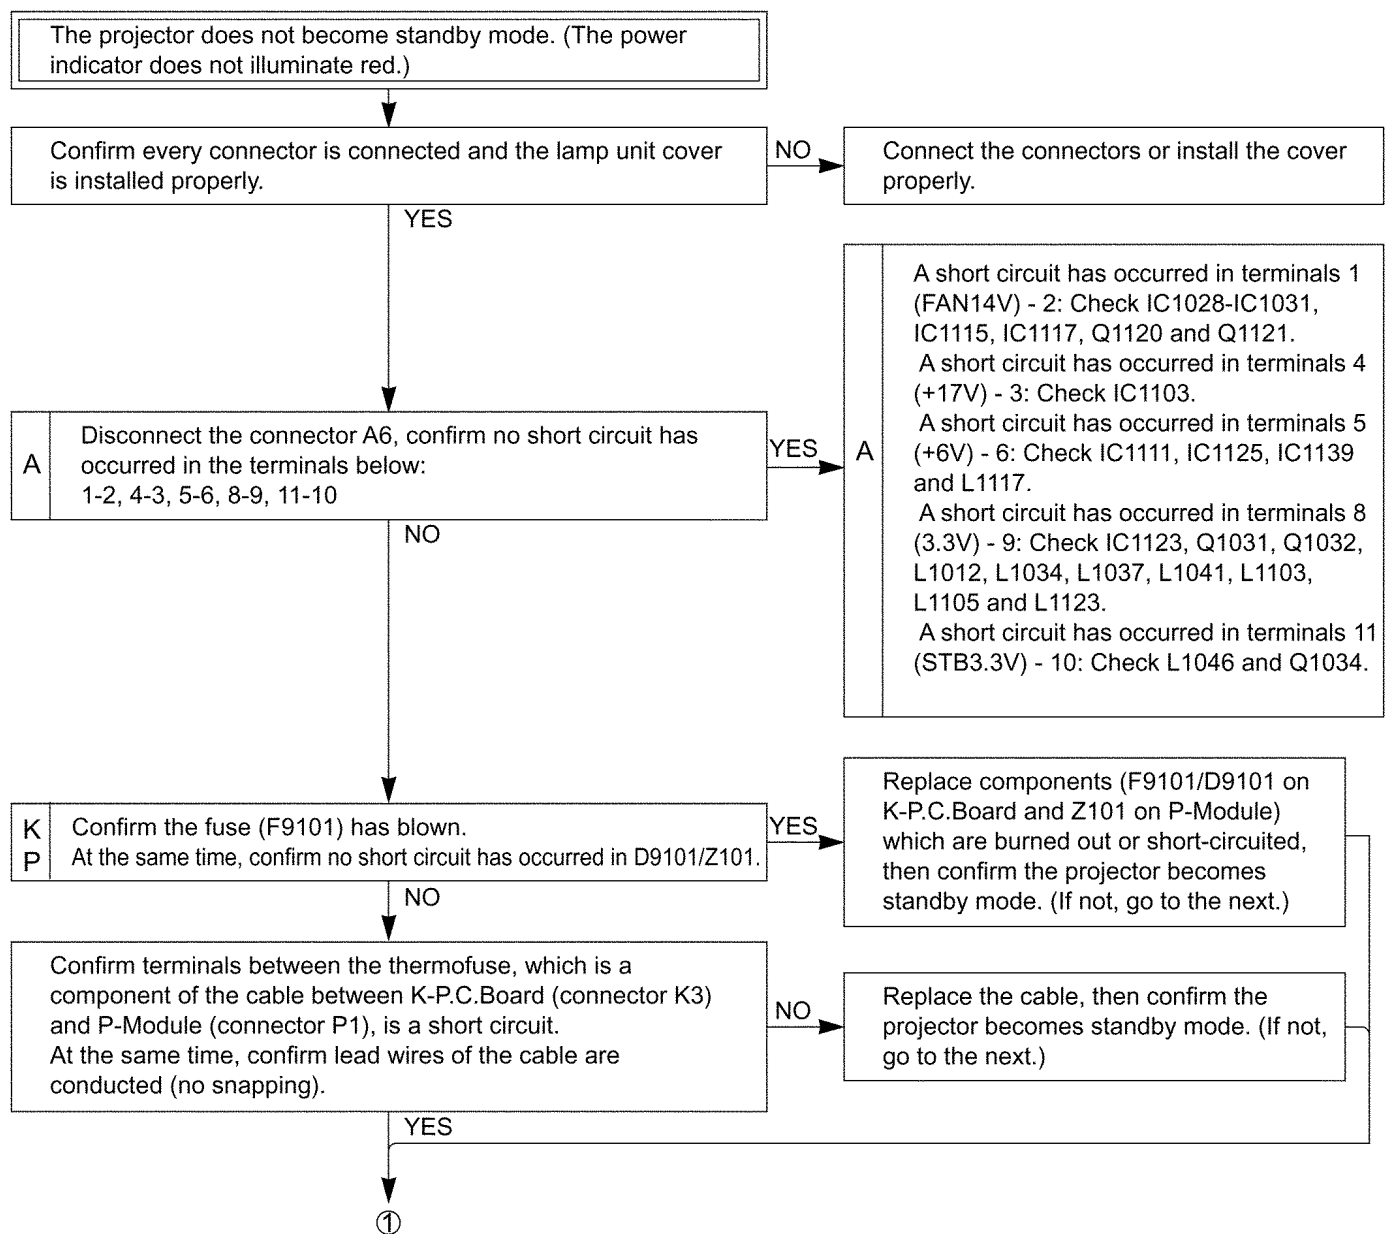 The projector does not become standby mode. (The power
indicator does not illuminate red.)
Confirm every connector is connected and the lamp unit cover
is installed properly.
NO
Connect the connectors or install the cover
properly.
YES
A
Disconnect the connector A6, confirm no short circuit has
occurred in the terminals below:
1-2, 4-3, 5-6, 8-9, 11-10
YES
A
A short circuit has occurred in terminals 1
(FAN14V) - 2: Check IC1028-IC1031,
IC1115, IC1117, Q1120 and Q1121.
A short circuit has occurred in terminals 4
(+17V) - 3: Check IC1103.
A short circuit has occurred in terminals 5
(+6V) - 6: Check IC1111, IC1125, IC1139
and L1117.
A short circuit has occurred in terminals 8
(3.3V) - 9: Check IC1123, Q1031, Q1032,
L1012, L1034, L1037, L1041, L1103,
L1105 and L1123.
A short circuit has occurred in terminals 11
(STB3.3V) - 10: Check L1046 and Q1034.
NO
K
P
Confirm the fuse (F9101) has blown.
At the same time, confirm no short circuit has occurred in D9101/Z101.
YES
Replace components (F9101/D9101 on
K-P.C.Board and Z101 on P-Module)
which are burned out or short-circuited,
then confirm the projector becomes
standby mode. (If not, go to the next.)
NO
Confirm terminals between the thermofuse, which is a
component of the cable between K-P.C.Board (connector K3)
and P-Module (connector P1), is a short circuit.
At the same time, confirm lead wires of the cable are
conducted (no snapping).
NO
Replace the cable, then confirm the
projector becomes standby mode. (If not,
go to the next.)
YES
①